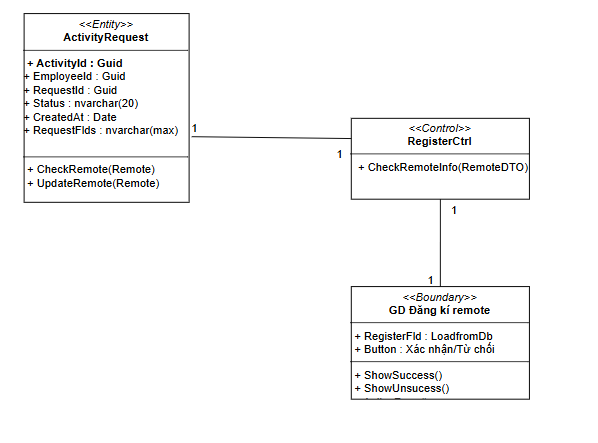 <<Entity>>
ActivityRequest
+ ActivityId : Guid
+ EmployeeId : Guid
+ RequestId : Guid
+ Status : nvarchar(20)
+ CreatedAt : Date
+ RequestFlds : nvarchar(max)
+ CheckRemote(Remote)
+ UpdateRemote(Remote)
1
1
<<Control>>
RegisterCtrl
+ CheckRemoteInfo(RemoteDTO)
1
1
<<Boundary>>
GD Đăng kí remote
+ RegisterFld : LoadfromDb
+ Button : Xác nhận/Từ chối
+ ShowSuccess()
+ ShowUnsucess()